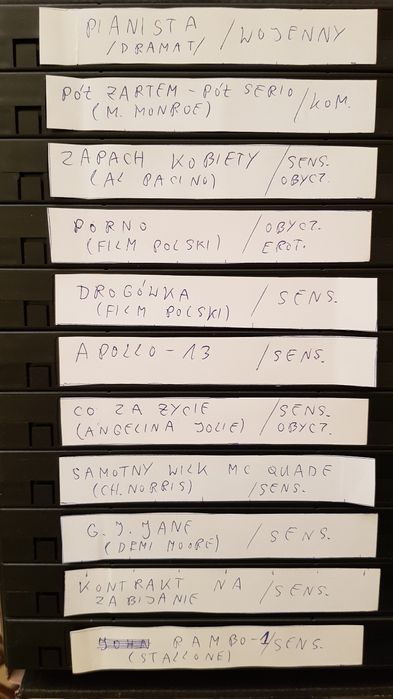 PIANISTA / WOJENNY
/DRAMAT/
PÓŁ ŻARTEM - PÓŁ SERIO / KOM.
(M. MONROE)
ZAPACH KOBIETY / SENS.
(AL PACINO) OBYCZ.
PORNO / OBYCZ.
(FILM POLSKI) EROT.
DROGÓWKA / SENS.
(FILM POLSKI)
APOLLO-13 / SENS.
CO ZA ŻYCIE / SENS.
(ANGELINA JOLIE) OBYCZ.
SAMOTNY WILK MC QUADE
(CH. NORRIS) /SENS.
G. I. JANE / SENS.
(DEMI MOORE)
KONTRAKT NA / SENS.
ZABIJANIE
JOHN RAMBO-1/SENS.
(STALLONE)